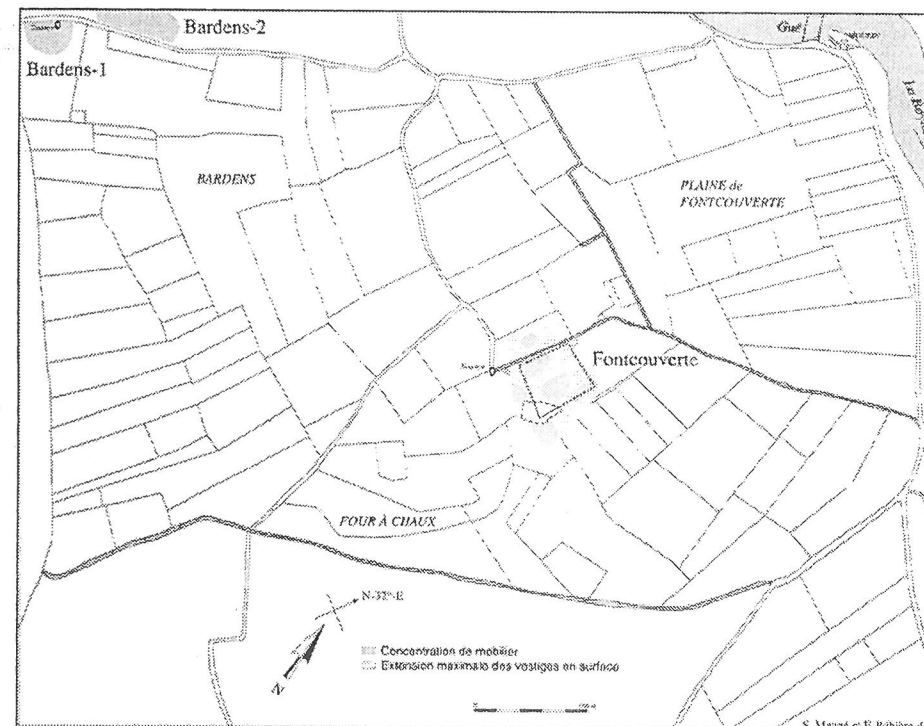 Bardens-2
Bardens-1
Gué
BARDENS
PLAINE de
FONTCOUVERTE
Fontcouverte
FOUR À CHAUX
N-32°-E
N
Concentration de mobilier
Extension maximale des vestiges en surface